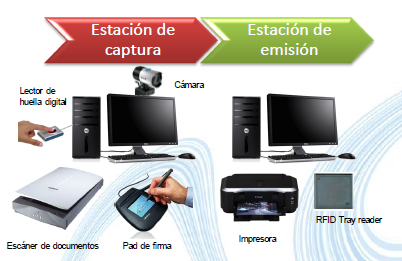 Estación de
captura
Estación de
emisión
Cámara
Lector de
huella digital
Escáner de documentos
Pad de firma
Impresora
RFID Tray reader